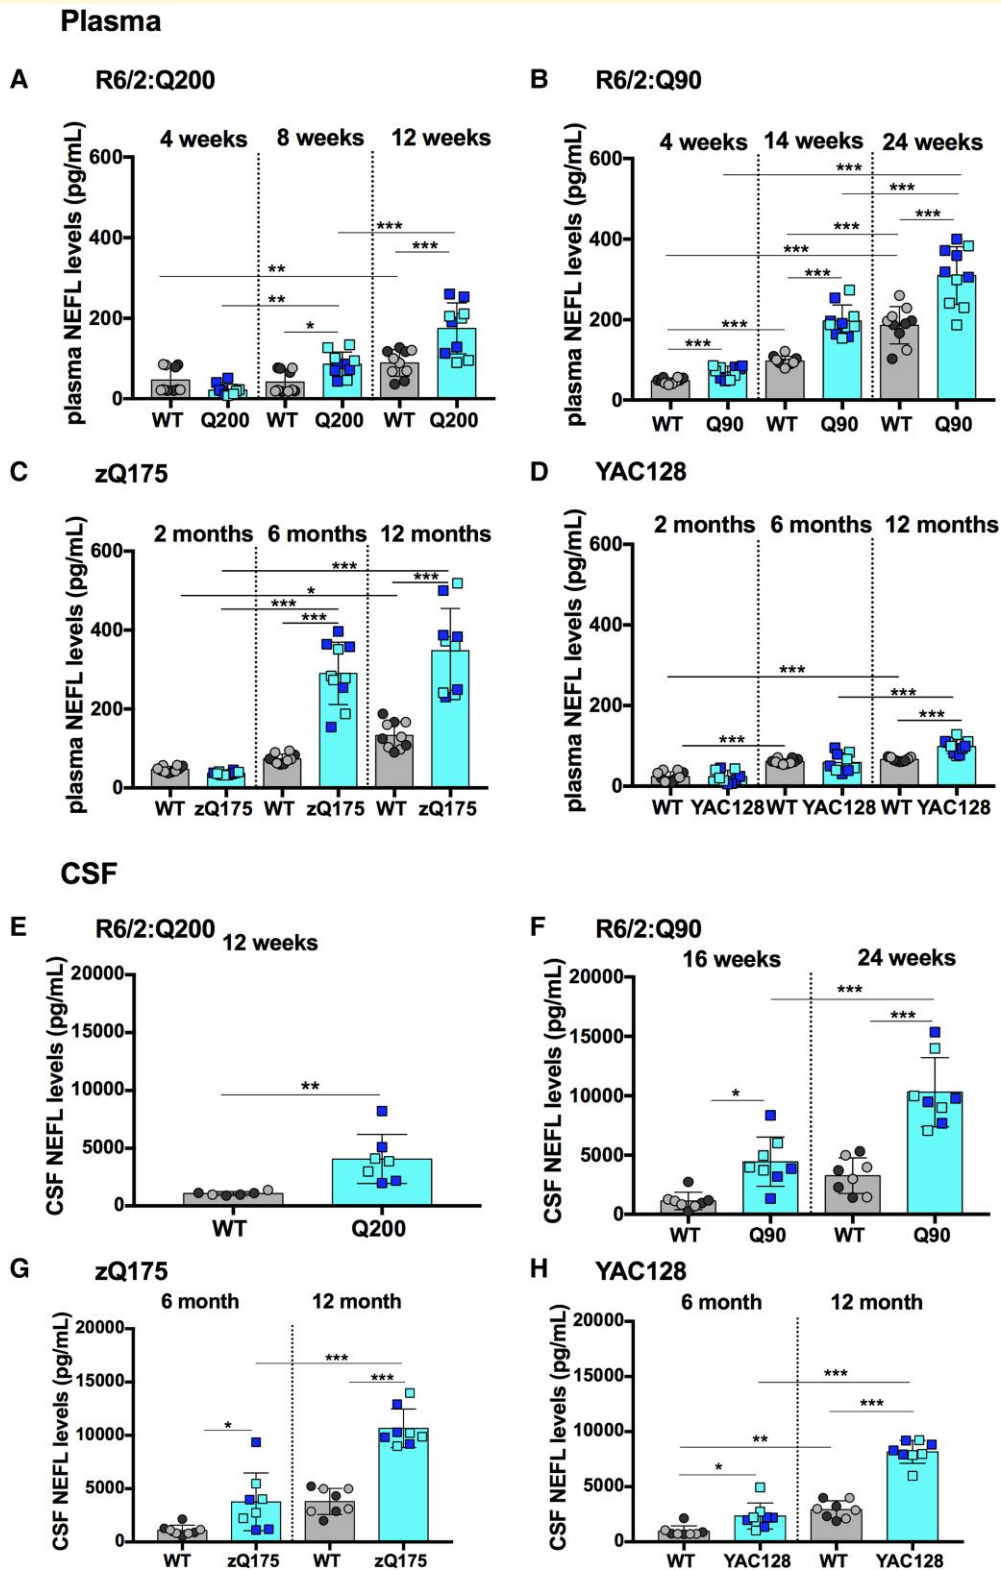 Plasma
A R6/2:Q200
4 weeks 8 weeks 12 weeks
plasma NEFL levels (pg/mL)
600
400
200
0
***
***
**
**
*
WT Q200 WT Q200 WT Q200
B R6/2:Q90
4 weeks 14 weeks 24 weeks
plasma NEFL levels (pg/mL)
600
400
200
0
***
***
***
***
***
***
***
***
WT Q90 WT Q90 WT Q90
C zQ175
2 months 6 months 12 months
plasma NEFL levels (pg/mL)
600
400
200
0
***
***
*
***
***
WT zQ175 WT zQ175 WT zQ175
D YAC128
2 months 6 months 12 months
plasma NEFL levels (pg/mL)
600
400
200
0
***
***
***
***
WT YAC128 WT YAC128 WT YAC128
CSF
E R6/2:Q200
12 weeks
CSF NEFL levels (pg/mL)
20000
15000
10000
5000
0
**
WT Q200
F R6/2:Q90
16 weeks 24 weeks
CSF NEFL levels (pg/mL)
20000
15000
10000
5000
0
***
***
*
WT Q90 WT Q90
G zQ175
6 month 12 month
CSF NEFL levels (pg/mL)
20000
15000
10000
5000
0
***
***
*
WT zQ175 WT zQ175
H YAC128
6 month 12 month
CSF NEFL levels (pg/mL)
20000
15000
10000
5000
0
***
***
**
*
WT YAC128 WT YAC128